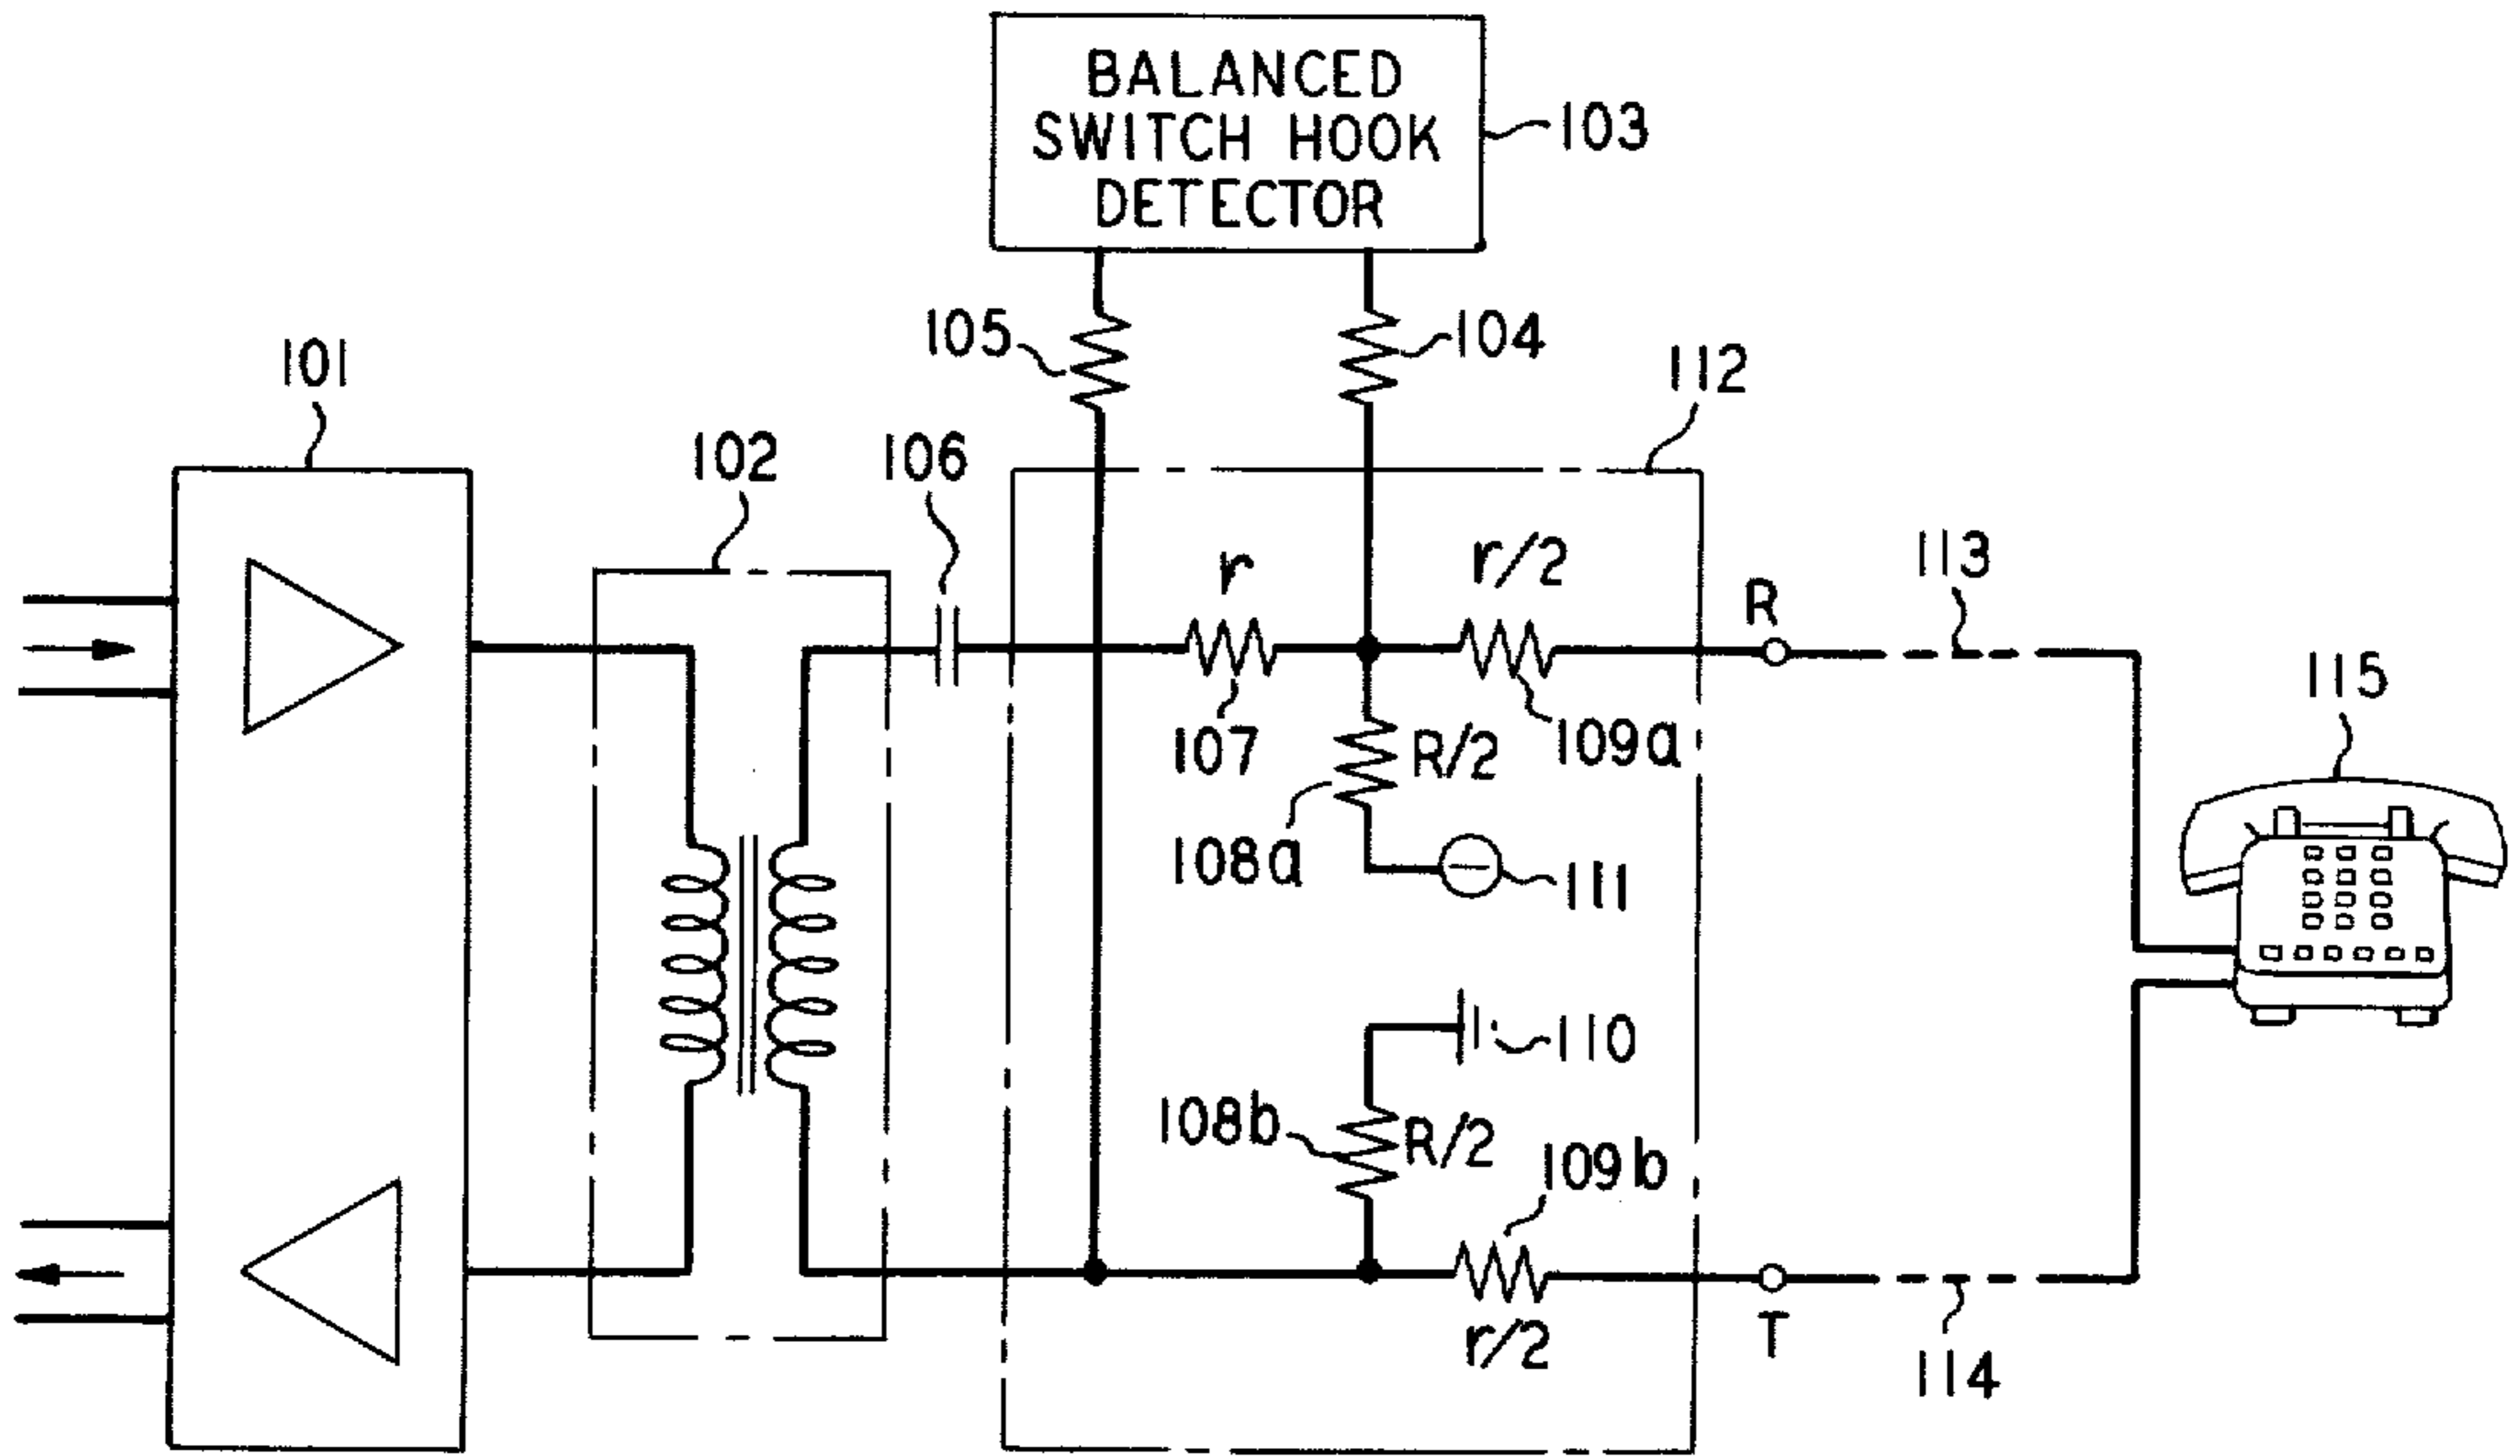 BALANCED
SWITCH HOOK
DETECTOR
103
105
104
101
112
102
106
r
r/2
R
113
107
R/2
109a
115
108a
111
110
108b
R/2
109b
r/2
T
114